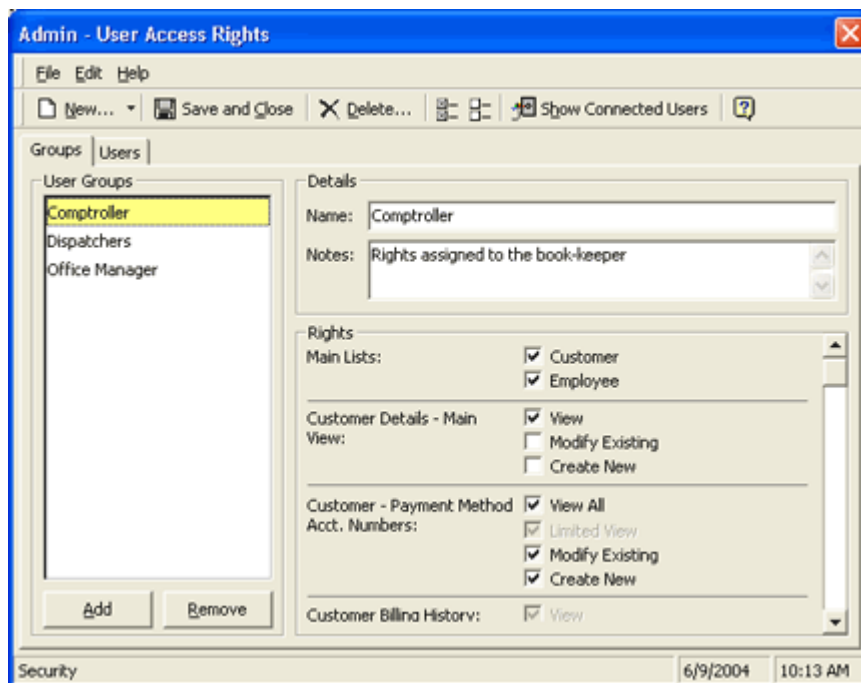 Admin - User Access Rights
File Edit Help
New... Save and Close Delete... Show Connected Users
Groups Users
User Groups
Comptroller
Dispatchers
Office Manager
Add Remove
Details
Name: Comptroller
Notes: Rights assigned to the book-keeper
Rights
Main Lists: Customer
Employee
Customer Details - Main View
View: Modify Existing
Create New
Customer - Payment Method View All
Acct. Numbers: Limited View
Modify Existing
Create New
Customer Billing History: View
Security 6/9/2004 10:13 AM